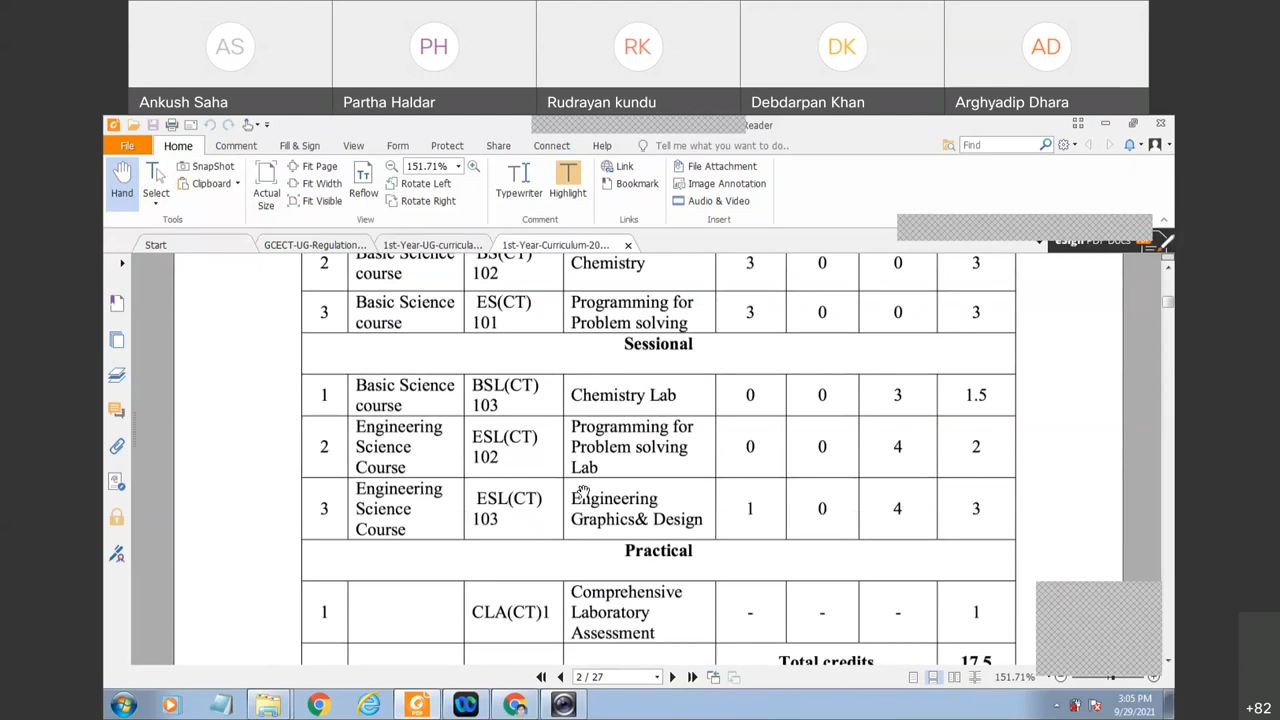 AS
PH
RK
DK
AD
Ankush Saha
Partha Haldar
Rudrayan kundu
Debdarpan Khan
Arghyadip Dhara
Reader
File
Home
Comment
View
Form
Protect
Share
Connect
Help
Fill & Sign
Tell me what you want to do..
Find
Hand
Select
SnapShot
Clipboard
Tools
Actual
Size
Fit Page
Fit Width
Fit Visible
Reflow
151.71%
Rotate Left
Rotate Right
View
Typewriter
Highlight
Comment
Link
Bookmark
Links
File Attachment
Image Annotation
Audio & Video
Insert
Start
GCECT-UG-Regulation...
1st-Year-UG-curricula...
1st-Year-Curriculum-20...
eSign PDF Docs
2
Basic Science
course
BS(CT)
102
Chemistry
3
0
0
3
3
Basic Science
course
ES(CT)
101
Programming for
Problem solving
3
0
0
3
Sessional
1
Basic Science
course
BSL(CT)
103
Chemistry Lab
0
0
3
1.5
2
Engineering
Science
Course
ESL(CT)
102
Programming for
Problem solving
Lab
0
0
4
2
3
Engineering
Science
Course
ESL(CT)
103
Engineering
Graphics& Design
1
0
4
3
Practical
1
CLA(CT)1
Comprehensive
Laboratory
Assessment
-
-
-
1
Total credits
17.5
2 / 27
151.71%
3:05 PM
9/29/2021
+82